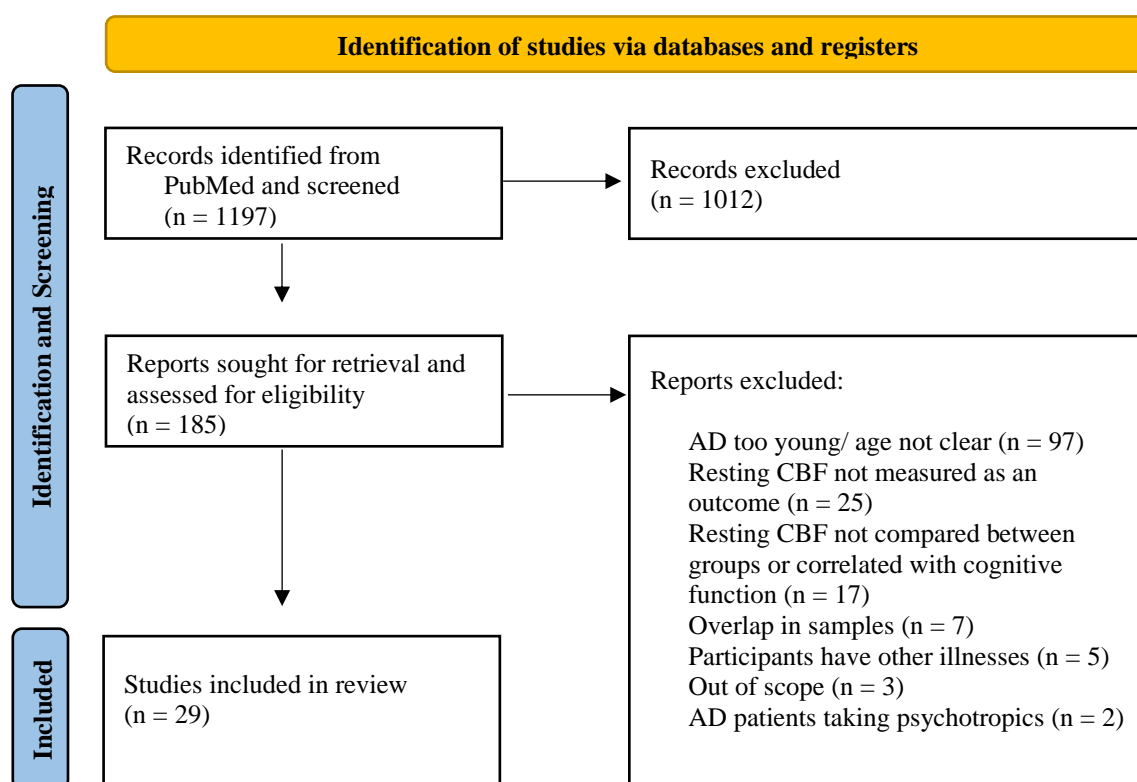 Identification of studies via databases and registers
Identification and Screening
Records identified from
PubMed and screened
(n = 1197)
Records excluded
(n = 1012)
Reports sought for retrieval and
assessed for eligibility
(n = 185)
Reports excluded:
AD too young/ age not clear (n = 97)
Resting CBF not measured as an
outcome (n = 25)
Resting CBF not compared between
groups or correlated with cognitive
function (n = 17)
Overlap in samples (n = 7)
Participants have other illnesses (n = 5)
Out of scope (n = 3)
AD patients taking psychotropics (n = 2)
Included
Studies included in review
(n = 29)